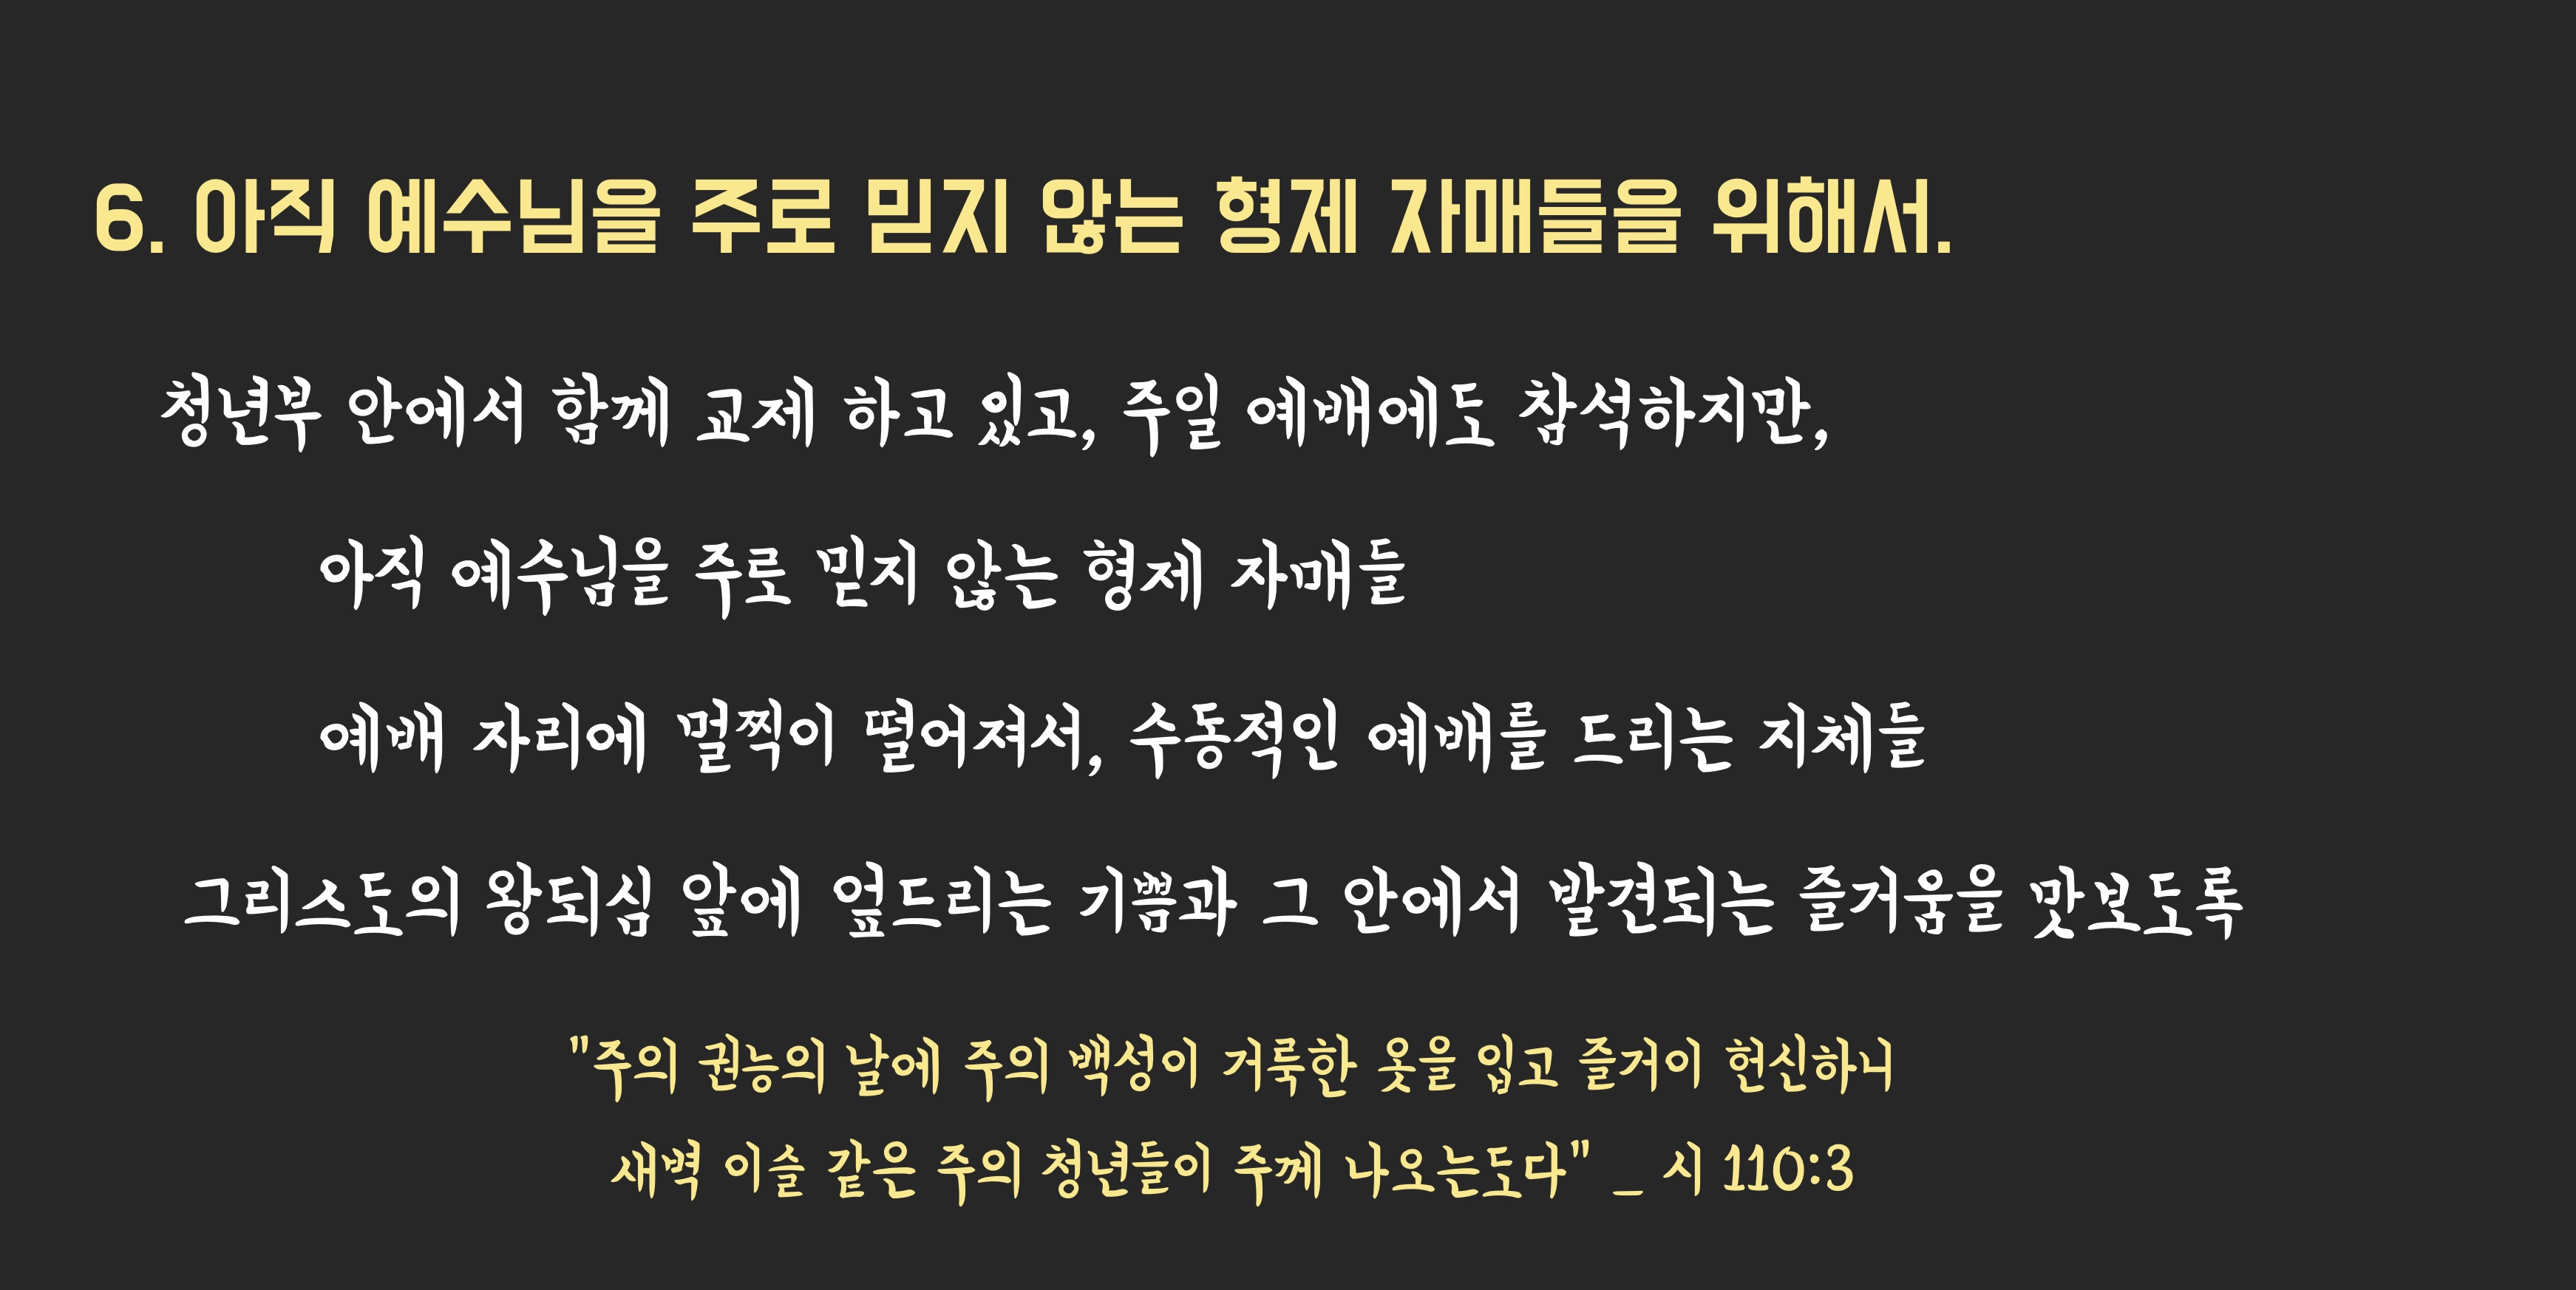 6. 아직 예수님을 주로 믿지 않는 형제 자매들을 위해서.
청년부 안에서 함께 교제 하고 있고, 주일 예배에도 참석하지만,
아직 예수님을 주로 믿지 않는 형제 자매들
예배 자리에 멀찍이 떨어져서, 수동적인 예배를 드리는 지체들
그리스도의 왕되심 앞에 엎드리는 기쁨과 그 안에서 발견되는 즐거움을 맛보도록
"주의 권능의 날에 주의 백성이 거룩한 옷을 입고 즐거이 헌신하니
새벽 이슬 같은 주의 청년들이 주께 나오는도다" _ 시 110:3